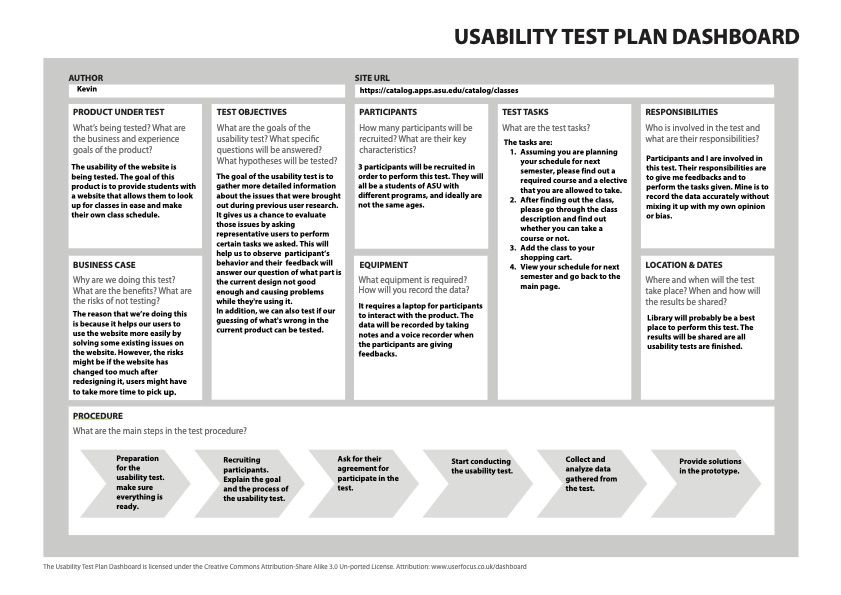 USABILITY TEST PLAN DASHBOARD
AUTHOR
Kevin
SITE URL
https://catalog.apps.asu.edu/catalog/classes
PRODUCT UNDER TEST
What's being tested? What are
the business and experience
goals of the product?
The usability of the website is
being tested. The goal of this
product is to provide students with
a website that allows them to look
up for classes in ease and make
their own class schedule.
BUSINESS CASE
Why are we doing this test?
What are the benefits? What are
the risks of not testing?
The reason that we're doing this
is because it helps our users to
use the website more easily by
solving some existing issues on
the website. However, the risks
might be if the website has
changed too much after
redesigning it, users might have
to take more time to pick up.
TEST OBJECTIVES
What are the goals of the
usability test? What specific
questions will be answered?
What hypotheses will be tested?
The goal of the usability test is to
gather more detailed information
about the issues that were brought
out during previous user research.
It gives us a chance to evaluate
those issues by asking
representative users to perform
certain tasks we asked. This will
help us to observe participant's
behavior and their feedback will
answer our question of what part is
the current design not good
enough and causing problems
while they're using it.
In addition, we can also test if our
guessing of what's wrong in the
current product can be tested.
PARTICIPANTS
How many participants will be
recruited? What are their key
characteristics?
3 participants will be recruited in
order to perform this test. They will
all be a students of ASU with
different programs, and ideally are
not the same ages.
EQUIPMENT
What equipment is required?
How will you record the data?
It requires a laptop for participants
to interact with the product. The
data will be recorded by taking
notes and a voice recorder when
the participants are giving
feedbacks.
TEST TASKS
What are the test tasks?
The tasks are:
1. Assuming you are planning
your schedule for next
semester, please find out a
required course and a elective
that you are allowed to take.
2. After finding out the class,
please go through the class
description and find out
whether you can take a
course or not.
3. Add the class to your
shopping cart.
4. View your schedule for next
semester and go back to the
main page.
RESPONSIBILITIES
Who is involved in the test and
what are their responsibilities?
Participants and I are involved in
this test. Their responsibilities are
to give me feedbacks and to
perform the tasks given. Mine is to
record the data accurately without
mixing it up with my own opinion
or bias.
LOCATION & DATES
Where and when will the test
take place? When and how will
the results be shared?
Library will probably be a best
place to perform this test. The
results will be shared are all
usability tests are finished.
PROCEDURE
What are the main steps in the test procedure?
Preparation
for the
usability test.
make sure
everything is
ready.
Recruiting
participants.
Explain the goal
and the process of
the usability test.
Ask for their
agreement for
participate in the
test.
Start conducting
the usability test.
Collect and
analyze data
gathered from
the test.
Provide solutions
in the prototype.
The Usability Test Plan Dashboard is licensed under the Creative Commons Attribution-Share Alike 3.0 Un-ported License. Attribution: www.userfocus.co.uk/dashboard